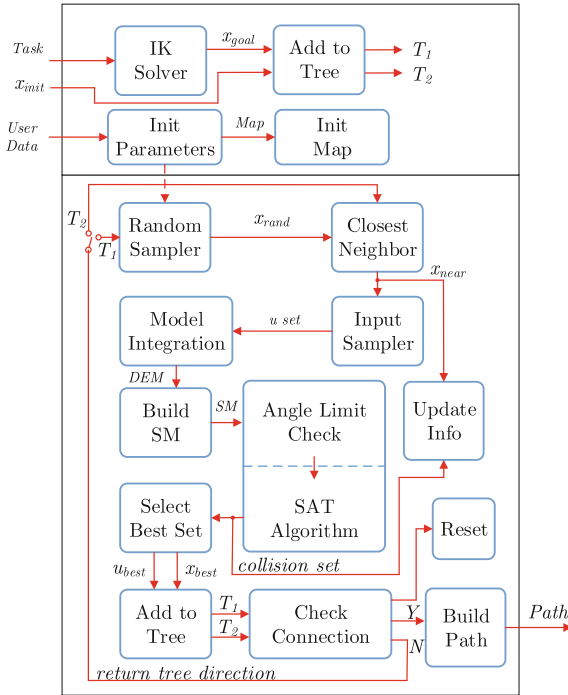 Task
IK
Solver
x_goal
Add to
Tree
T_1
T_2
x_init
User
Data
Init
Parameters
Map
Init
Map
T_2
T_1
Random
Sampler
x_rand
Closest
Neighbor
x_near
Model
Integration
u set
Input
Sampler
DEM
Build
SM
SM
Angle Limit
Check
Update
Info
SAT
Algorithm
Select
Best Set
Reset
collision set
u_best
x_best
Add to
Tree
T_1
T_2
Check
Connection
Y
N
Build
Path
Path
return tree direction